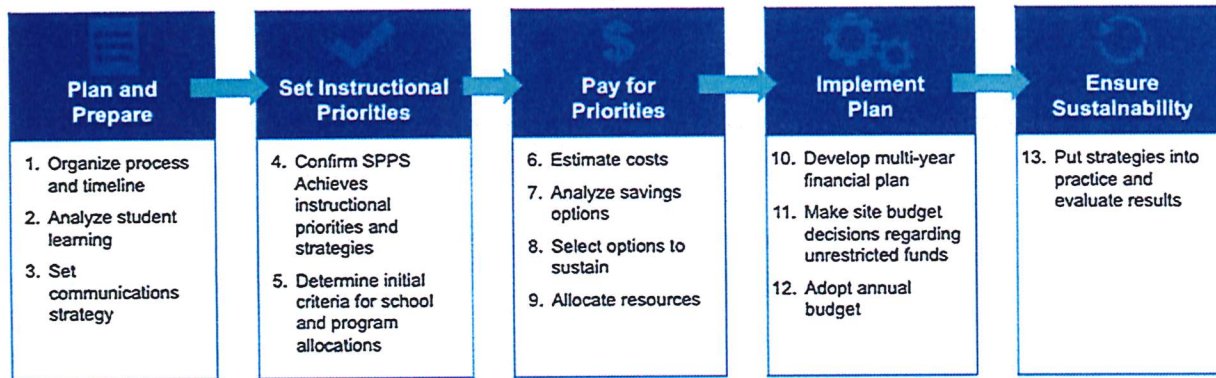 Plan and
Prepare
1. Organize process
and timeline
2. Analyze student
learning
3. Set
communications
strategy
Set Instructional
Priorities
4. Confirm SPPS
Achieves
instructional
priorities and
strategies
5. Determine initial
criteria for school
and program
allocations
$
Pay for
Priorities
6. Estimate costs
7. Analyze savings
options
8. Select options to
sustain
9. Allocate resources
Implement
Plan
10. Develop multi-year
financial plan
11. Make site budget
decisions regarding
unrestricted funds
12. Adopt annual
budget
Ensure
Sustainability
13. Put strategies into
practice and
evaluate results